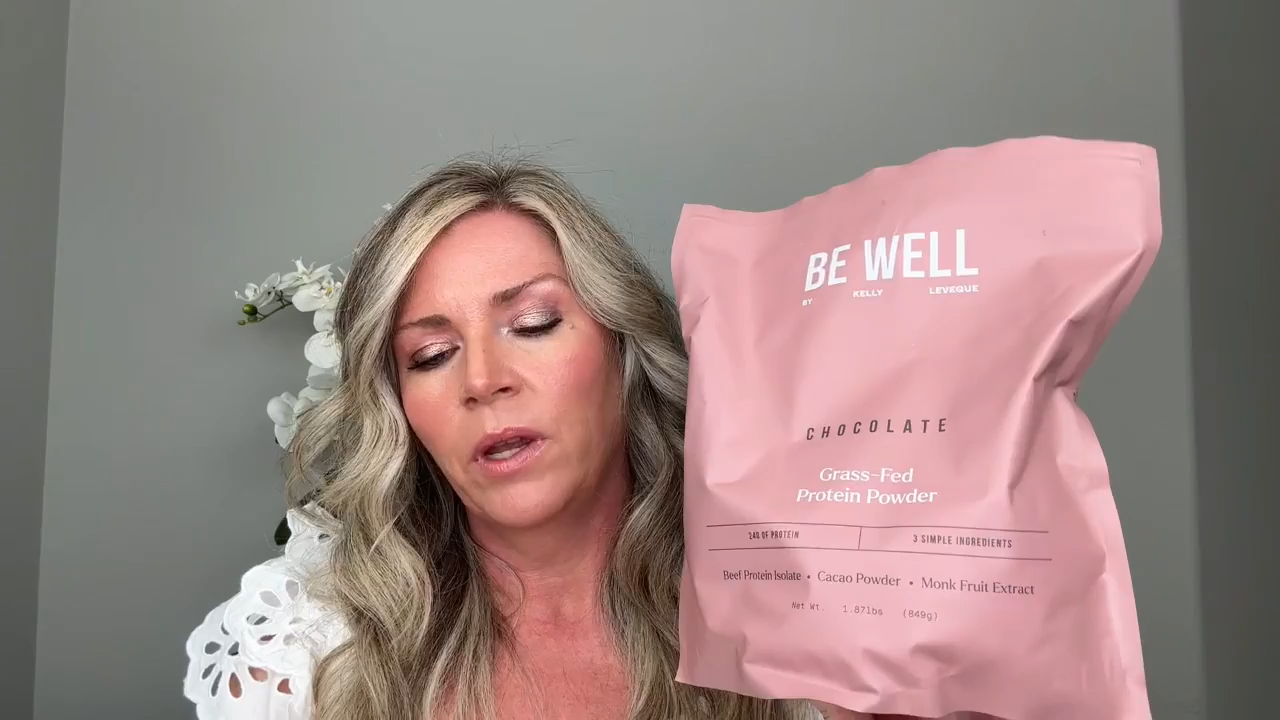 BE WELL
BY KELLY LEVEQUE
CHOCOLATE
Grass-Fed
Protein Powder
24G OF PROTEIN
3 SIMPLE INGREDIENTS
Beef Protein Isolate • Cacao Powder • Monk Fruit Extract
Net Wt. 1.87lbs (849g)